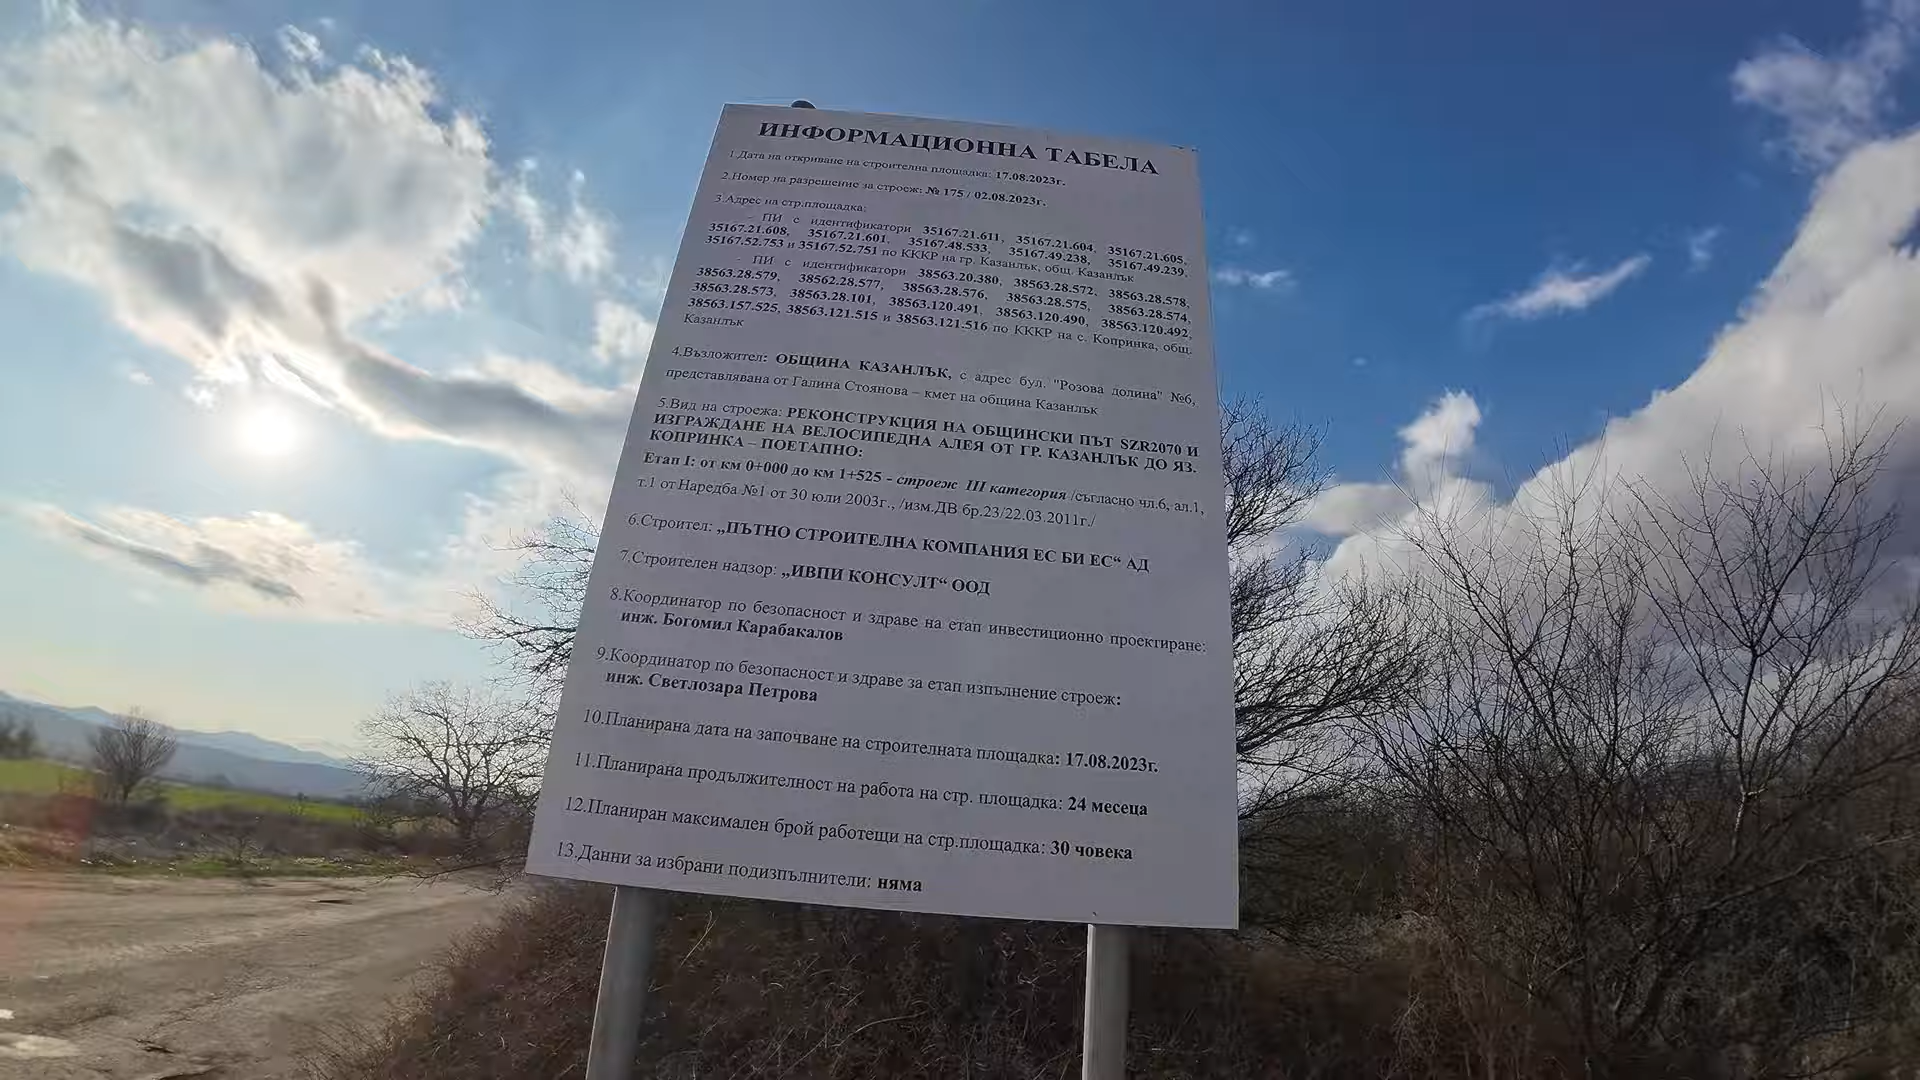 ИНФОРМАЦИОННА ТАБЕЛА
1.Дата на откриване на строителна площадка: 17.08.2023г.
2.Номер на разрешение за строеж: № 175 / 02.08.2023г.
3.Адрес на стр.площадка:
- ПИ с идентификатори 35167.21.611, 35167.21.604, 35167.21.605,
35167.21.608, 35167.21.601, 35167.48.533, 35167.49.238, 35167.49.239,
35167.52.753 и 35167.52.751 по КККР на гр. Казанлък, общ. Казанлък
- ПИ с идентификатори 38563.20.380, 38563.28.572, 38563.28.578,
38563.28.579, 38562.28.577, 38563.28.576, 38563.28.575, 38563.28.574,
38563.28.573, 38563.28.101, 38563.120.491, 38563.120.490, 38563.120.492,
38563.157.525, 38563.121.515 и 38563.121.516 по КККР на с. Копринка, общ.
Казанлък
4.Възложител: ОБЩИНА КАЗАНЛЪК, с адрес бул. "Розова долина" №6,
представлявана от Галина Стоянова – кмет на община Казанлък
5.Вид на строежа: РЕКОНСТРУКЦИЯ НА ОБЩИНСКИ ПЪТ SZR2070 И
ИЗГРАЖДАНЕ НА ВЕЛОСИПЕДНА АЛЕЯ ОТ ГР. КАЗАНЛЪК ДО ЯЗ.
КОПРИНКА – ПОЕТАПНО:
Етап I: от км 0+000 до км 1+525 - строеж III категория /съгласно чл.6, ал.1,
т.1 от Наредба №1 от 30 юли 2003г., /изм.ДВ бр.23/22.03.2011г./
6.Строител: „ПЪТНО СТРОИТЕЛНА КОМПАНИЯ ЕС БИ ЕС“ АД
7.Строителен надзор: „ИВПИ КОНСУЛТ“ ООД
8.Координатор по безопасност и здраве на етап инвестиционно проектиране:
инж. Богомил Карабакалов
9.Координатор по безопасност и здраве за етап изпълнение строеж:
инж. Светлозара Петрова
10.Планирана дата на започване на строителната площадка: 17.08.2023г.
11.Планирана продължителност на работа на стр. площадка: 24 месеца
12.Планиран максимален брой работещи на стр.площадка: 30 човека
13.Данни за избрани подизпълнители: няма